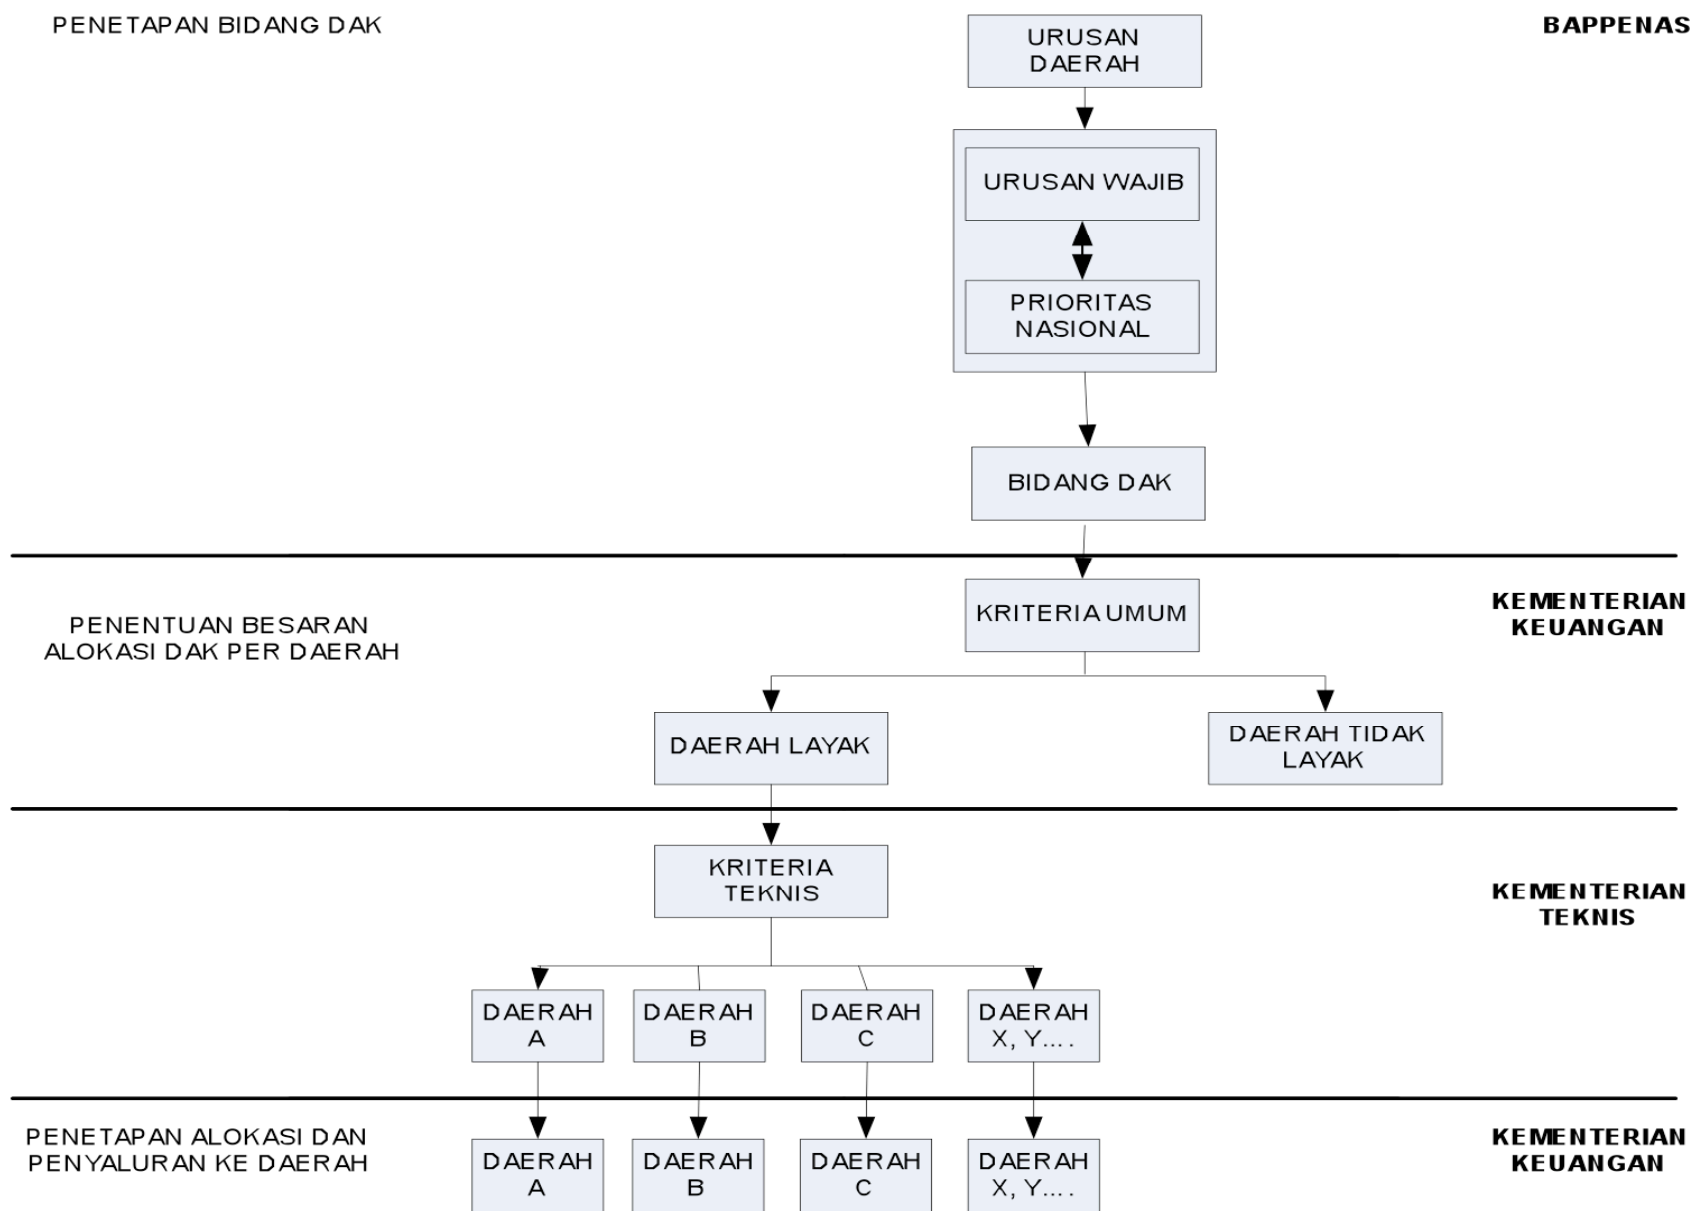 PENETAPAN BIDANG DAK
BAPPENAS
URUSAN
DAERAH
URUSAN WAJIB
PRIORITAS
NASIONAL
BIDANG DAK
PENENTUAN BESARAN
ALOKASI DAK PER DAERAH
KRITERIA UMUM
KEMENTERIAN
KEUANGAN
DAERAH LAYAK
DAERAH TIDAK
LAYAK
KRITERIA
TEKNIS
KEMENTERIAN
TEKNIS
DAERAH
A
DAERAH
B
DAERAH
C
DAERAH
X, Y....
PENETAPAN ALOKASI DAN
PENYALURAN KE DAERAH
DAERAH
A
DAERAH
B
DAERAH
C
DAERAH
X, Y....
KEMENTERIAN
KEUANGAN